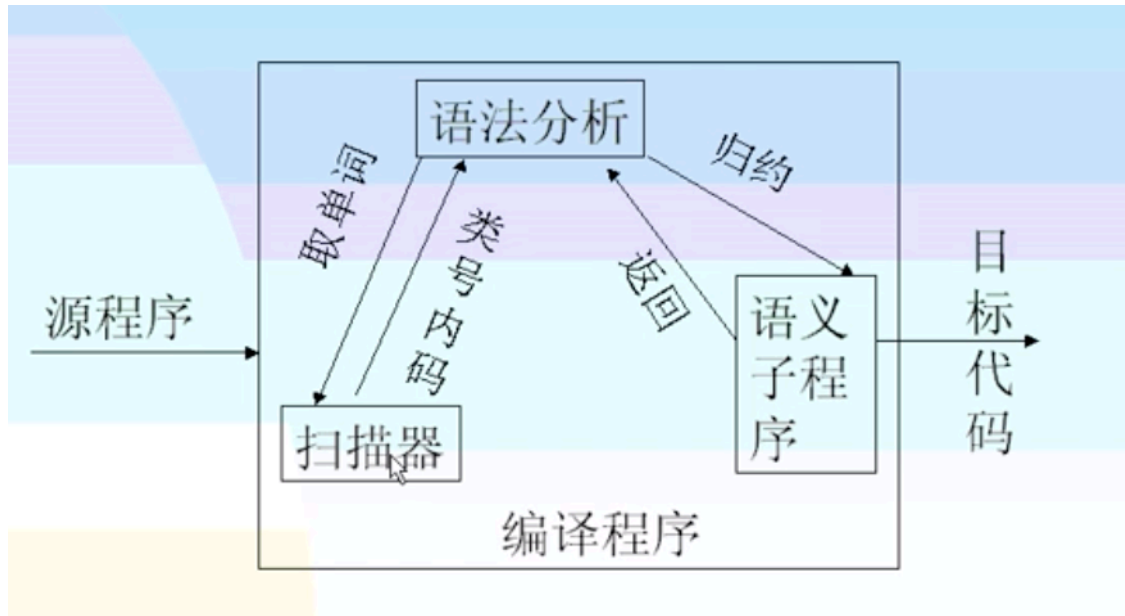 语法分析
取单词
类号内码
归约
返回
源程序
扫描器
语义
子程
序
目标代码
编译程序